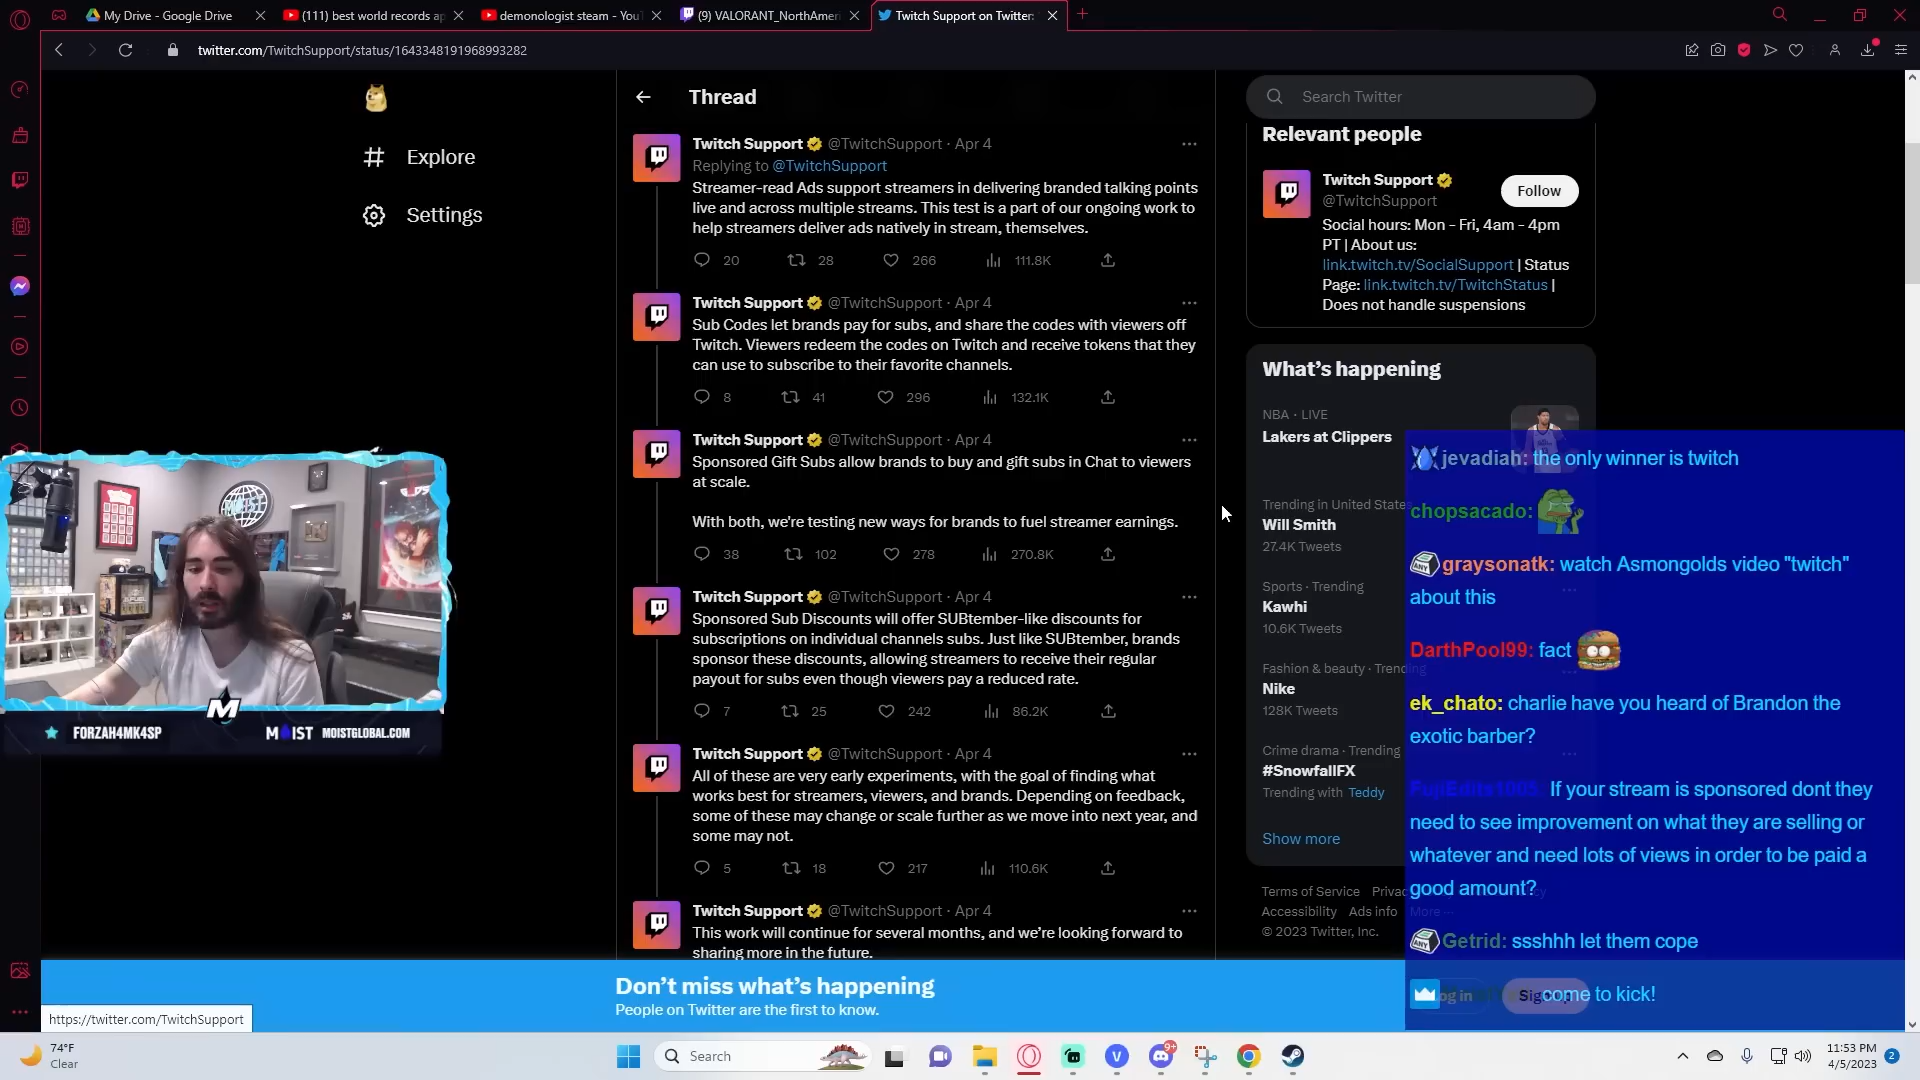 My Drive - Google Drive
(111) best world records ap
demonologist steam - YouT
(9) VALORANT_NorthAmeri
Twitch Support on Twitter:
twitter.com/TwitchSupport/status/1643348191968993282
Explore
Settings
Thread
Twitch Support @TwitchSupport · Apr 4
Replying to @TwitchSupport
Streamer-read Ads support streamers in delivering branded talking points
live and across multiple streams. This test is a part of our ongoing work to
help streamers deliver ads natively in stream, themselves.
20 28 266 111.8K
Twitch Support @TwitchSupport · Apr 4
Sub Codes let brands pay for subs, and share the codes with viewers off
Twitch. Viewers redeem the codes on Twitch and receive tokens that they
can use to subscribe to their favorite channels.
8 41 296 132.1K
Twitch Support @TwitchSupport · Apr 4
Sponsored Gift Subs allow brands to buy and gift subs in Chat to viewers
at scale.
With both, we're testing new ways for brands to fuel streamer earnings.
38 102 278 270.8K
Twitch Support @TwitchSupport · Apr 4
Sponsored Sub Discounts will offer SUBtember-like discounts for
subscriptions on individual channels subs. Just like SUBtember, brands
sponsor these discounts, allowing streamers to receive their regular
payout for subs even though viewers pay a reduced rate.
7 25 242 86.2K
Twitch Support @TwitchSupport · Apr 4
All of these are very early experiments, with the goal of finding what
works best for streamers, viewers, and brands. Depending on feedback,
some of these may change or scale further as we move into next year, and
some may not.
5 18 217 110.6K
Twitch Support @TwitchSupport · Apr 4
This work will continue for several months, and we're looking forward to
sharing more in the future.
Search Twitter
Relevant people
Twitch Support
@TwitchSupport
Follow
Social hours: Mon - Fri, 4am - 4pm
PT | About us:
link.twitch.tv/SocialSupport | Status
Page: link.twitch.tv/TwitchStatus |
Does not handle suspensions
What's happening
NBA · LIVE
Lakers at Clippers
Trending in United States
Will Smith
27.4K Tweets
Sports · Trending
Kawhi
10.6K Tweets
Fashion & beauty · Trending
Nike
128K Tweets
Crime drama · Trending
#SnowfallFX
Trending with Teddy
Show more
Terms of Service Privac
Accessibility Ads info More
© 2023 Twitter, Inc.
jevadiah: the only winner is twitch
chopsacado:
graysonatk: watch Asmongolds video "twitch"
about this
DarthPool99: fact
ek_chato: charlie have you heard of Brandon the
exotic barber?
If your stream is sponsored dont they
need to see improvement on what they are selling or
whatever and need lots of views in order to be paid a
good amount?
Getrid: ssshhh let them cope
come to kick!
FORZAH4MK4SP
MOIST MOISTGLOBAL.COM
Don't miss what's happening
People on Twitter are the first to know.
https://twitter.com/TwitchSupport
74°F
Clear
Search
9+
11:53 PM
4/5/2023
2